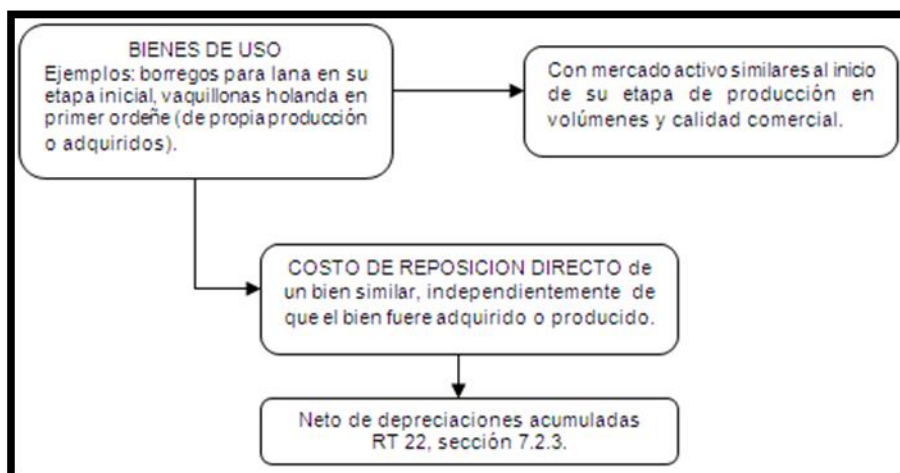 BIENES DE USO
Ejemplos: borregos para lana en su
etapa inicial, vaquillonas holanda en
primer ordeñe (de propia producción
o adquiridos).
Con mercado activo similares al inicio
de su etapa de producción en
volúmenes y calidad comercial.
COSTO DE REPOSICION DIRECTO de
un bien similar, independientemente de
que el bien fuere adquirido o producido.
Neto de depreciaciones acumuladas
RT 22, sección 7.2.3.